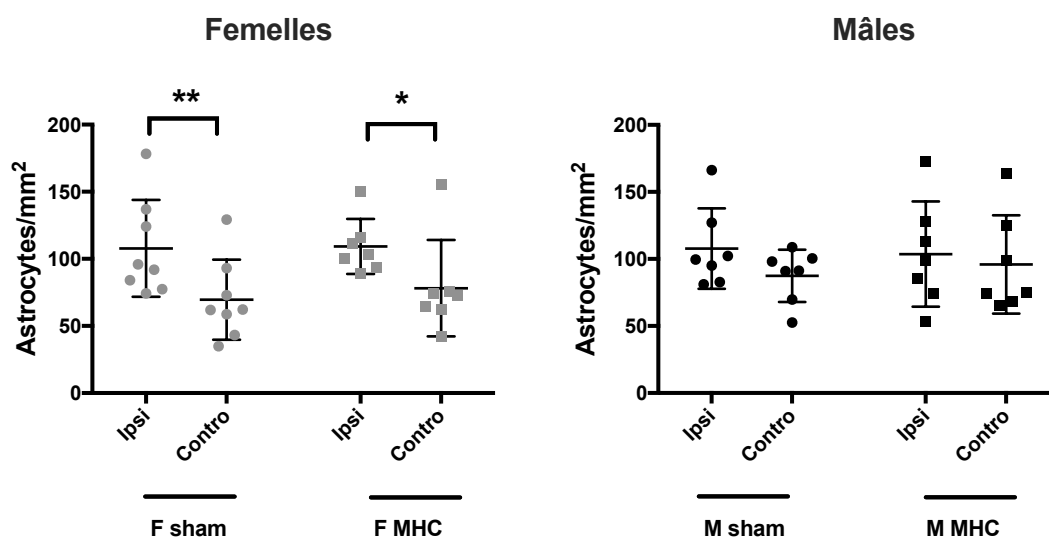 Femelles
Mâles
** *
Astrocytes/mm²
200
150
100
50
0
Ipsi Contro Ipsi Contro
F sham F MHC
Astrocytes/mm²
200
150
100
50
0
Ipsi Contro Ipsi Contro
M sham M MHC